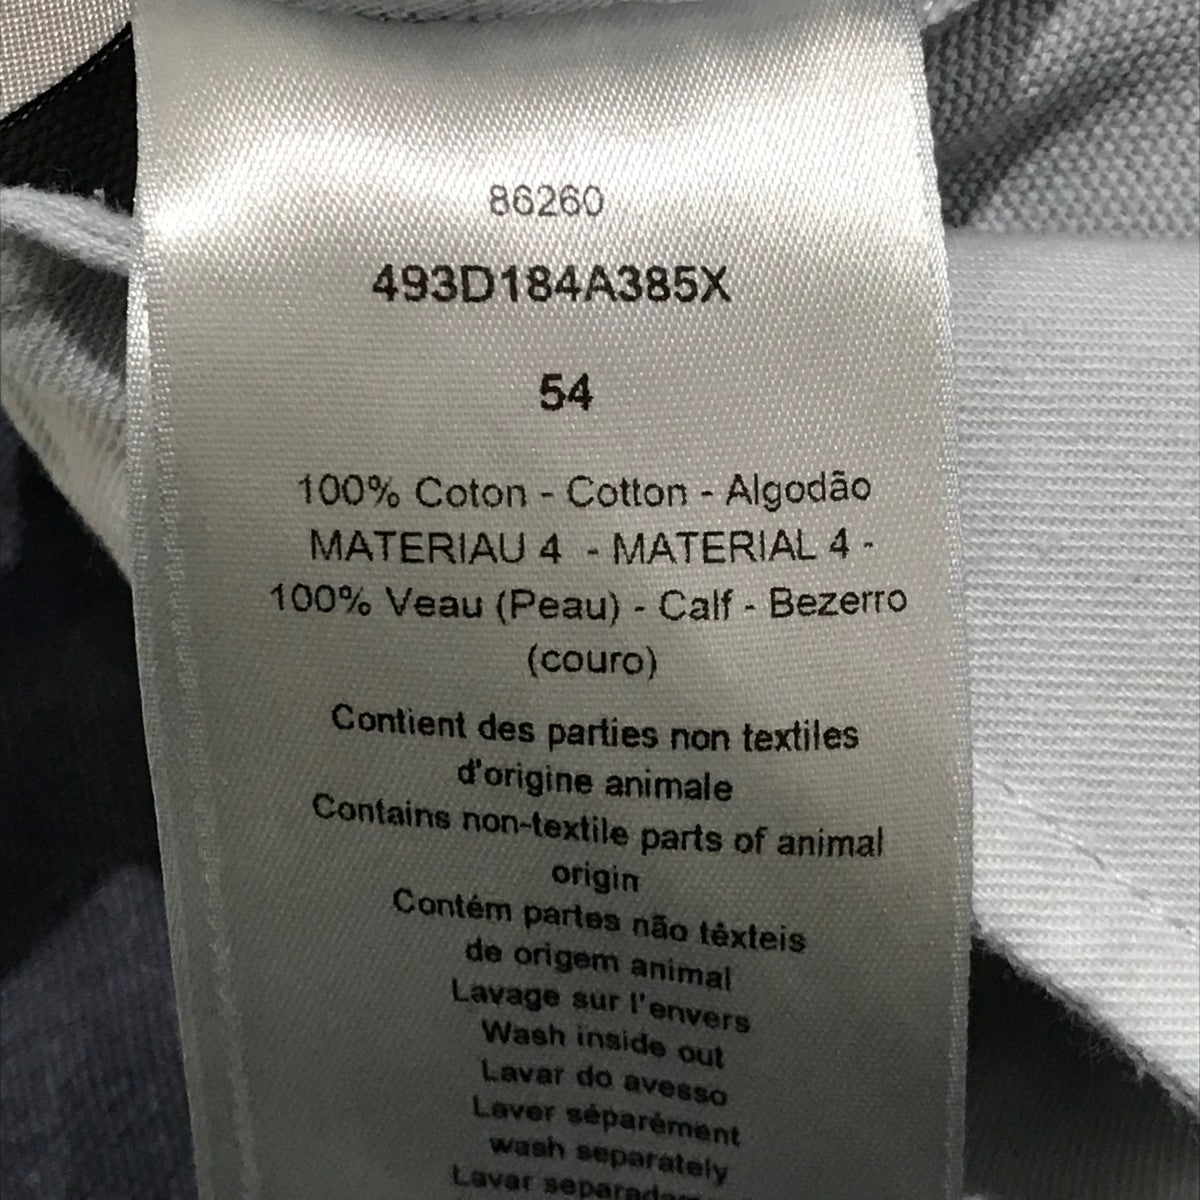 86260
493D184A385X
54
100% Coton - Cotton - Algodão
MATERIAU 4 - MATERIAL 4 -
100% Veau (Peau) - Calf - Bezerro
(couro)
Contient des parties non textiles
d'origine animale
Contains non-textile parts of animal
origin
Contém partes não têxteis
de origem animal
Lavage sur l'envers
Wash inside out
Lavar do avesso
Laver séparément
wash separately
Lavar